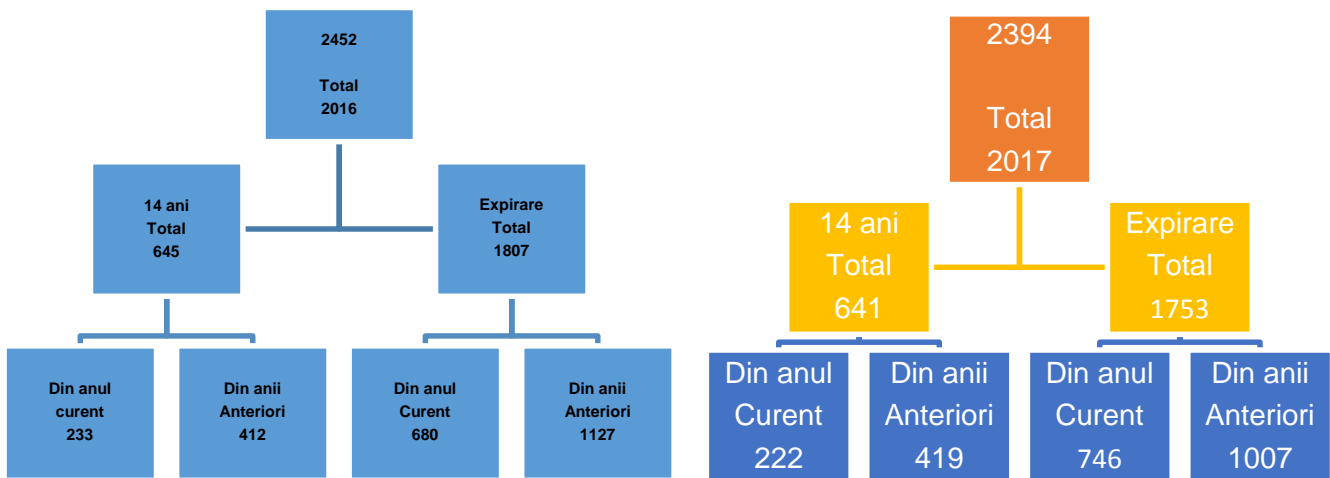 2452
Total
2016
14 ani
Total
645
Expirare
Total
1807
Din anul
curent
233
Din anii
Anteriori
412
Din anul
Curent
680
Din anii
Anteriori
1127
2394
Total
2017
14 ani
Total
641
Expirare
Total
1753
Din anul
Curent
222
Din anii
Anteriori
419
Din anul
Curent
746
Din anii
Anteriori
1007